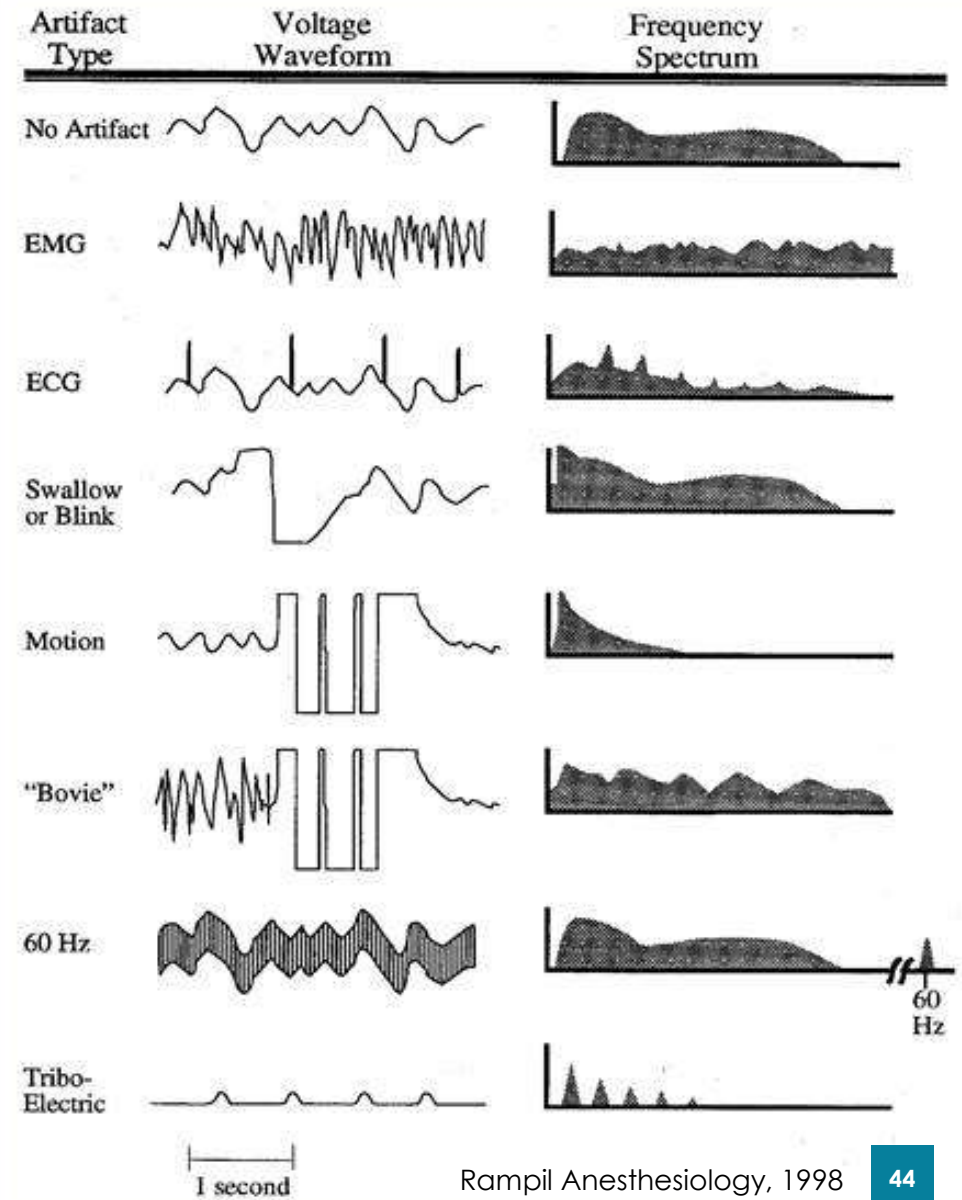 Artifact Type
Voltage Waveform
Frequency Spectrum
No Artifact
EMG
ECG
Swallow
or Blink
Motion
“Bovie”
60 Hz
60
Hz
Tribo-
Electric
1 second
Rampil Anesthesiology, 1998
44